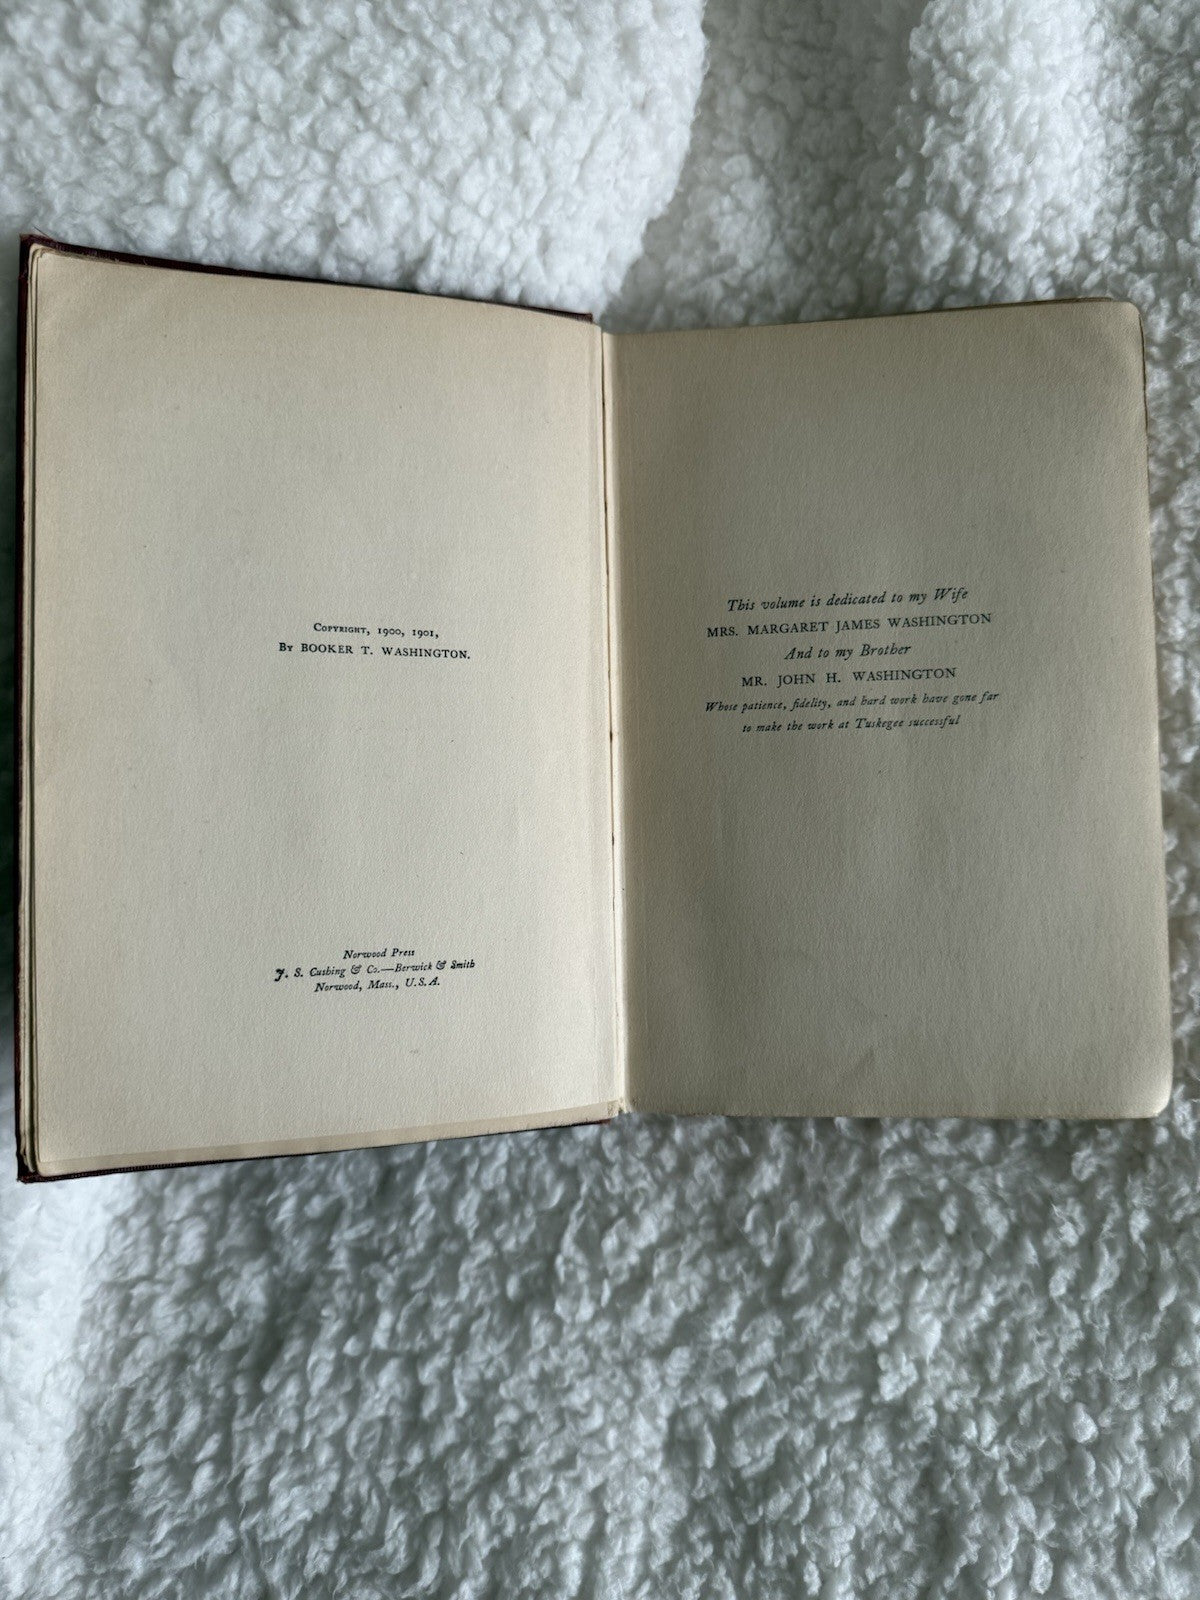 Copyright, 1900, 1901,
By BOOKER T. WASHINGTON.
Norwood Press
J. S. Cushing & Co.—Berwick & Smith
Norwood, Mass., U.S.A.
This volume is dedicated to my Wife
MRS. MARGARET JAMES WASHINGTON
And to my Brother
MR. JOHN H. WASHINGTON
Whose patience, fidelity, and hard work have gone far
to make the work at Tuskegee successful